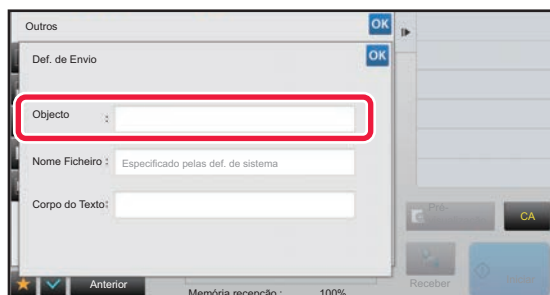 Outros
OK
Def. de Envio
OK
Objecto :
Nome Ficheiro : Especificado pelas def. de sistema
Corpo do Texto:
Pré-
CA
Anterior
Memória recepção : 100%
Receber